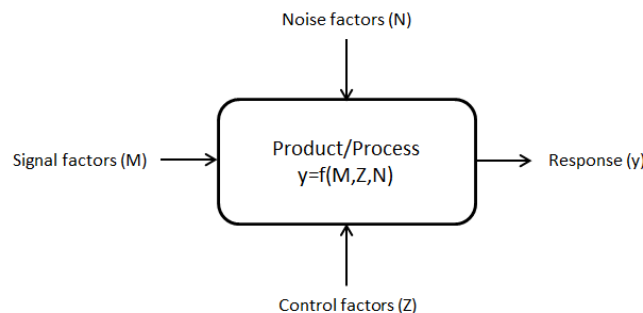 Noise factors (N)
Product/Process
Signal factors (M)
y=f(M,Z,N)
Response (y)
Control factors (Z)